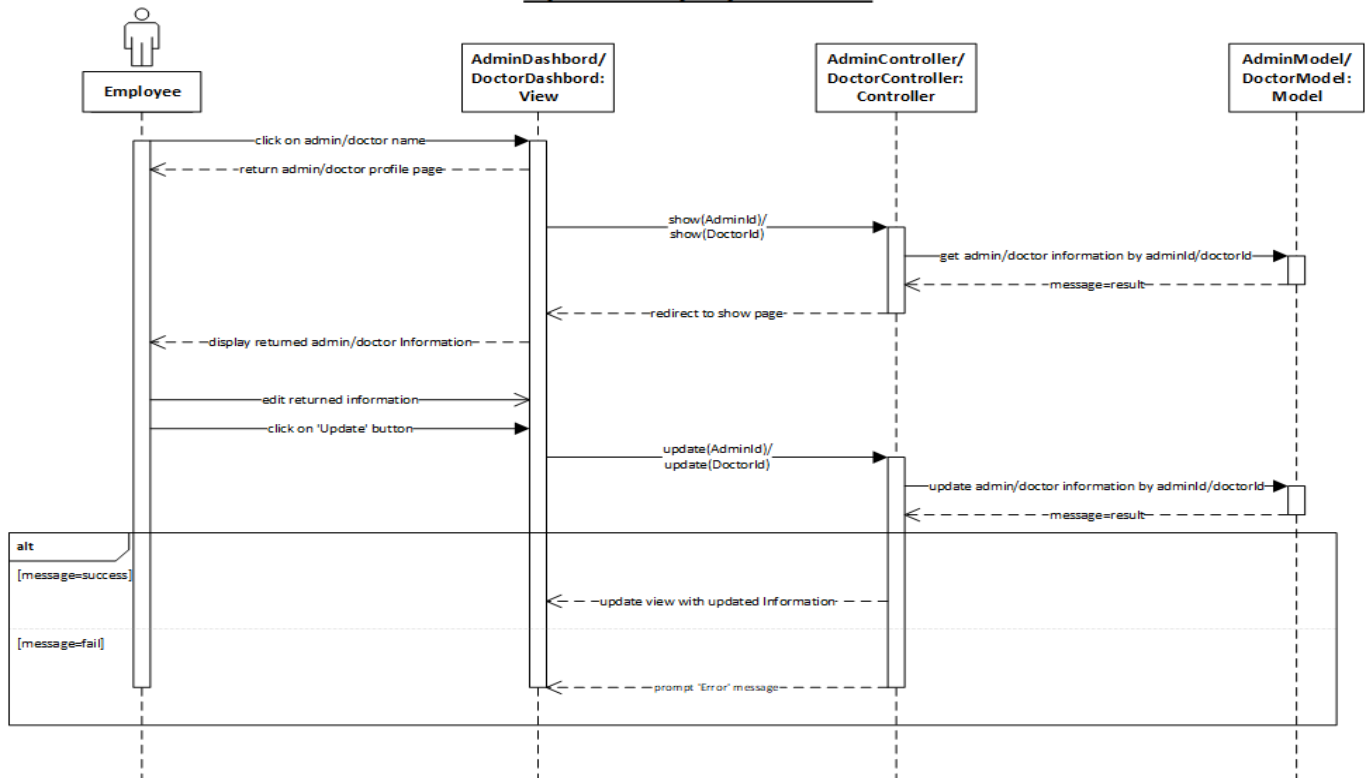 Employee
AdminDashbord/
DoctorDashbord:
View
AdminController/
DoctorController:
Controller
AdminModel/
DoctorModel:
Model
click on admin/doctor name
return admin/doctor profile page
show(AdminId)/
show(DoctorId)
get admin/doctor information by adminId/doctorId
message=result
redirect to show page
display returned admin/doctor Information
edit returned information
click on 'Update' button
update(AdminId)/
update(DoctorId)
update admin/doctor information by adminId/doctorId
message=result
alt
[message=success]
update view with updated Information
[message=fail]
prompt 'Error' message